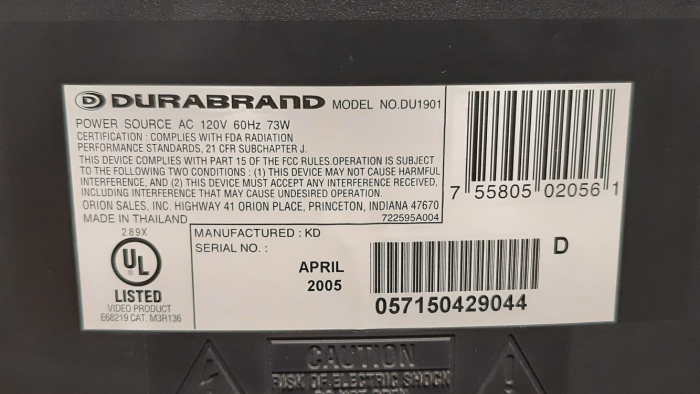 D DURABRAND MODEL NO.DU1901
POWER SOURCE AC 120V 60Hz 73W
CERTIFICATION : COMPLIES WITH FDA RADIATION
PERFORMANCE STANDARDS, 21 CFR SUBCHAPTER J.
THIS DEVICE COMPLIES WITH PART 15 OF THE FCC RULES.OPERATION IS SUBJECT
TO THE FOLLOWING TWO CONDITIONS : (1) THIS DEVICE MAY NOT CAUSE HARMFUL
INTERFERENCE, AND (2) THIS DEVICE MUST ACCEPT ANY INTERFERENCE RECEIVED,
INCLUDING INTERFERENCE THAT MAY CAUSE UNDESIRED OPERATION.
ORION SALES, INC. HIGHWAY 41 ORION PLACE, PRINCETON, INDIANA 47670
MADE IN THAILAND 722595A004
7 55805 02056 1
289X
UL
LISTED
VIDEO PRODUCT
E68219 CAT. M3R136
MANUFACTURED : KD
SERIAL NO. :
APRIL
2005
D
057150429044
CAUTION
RISK OF ELECTRIC SHOCK
DO NOT OPEN